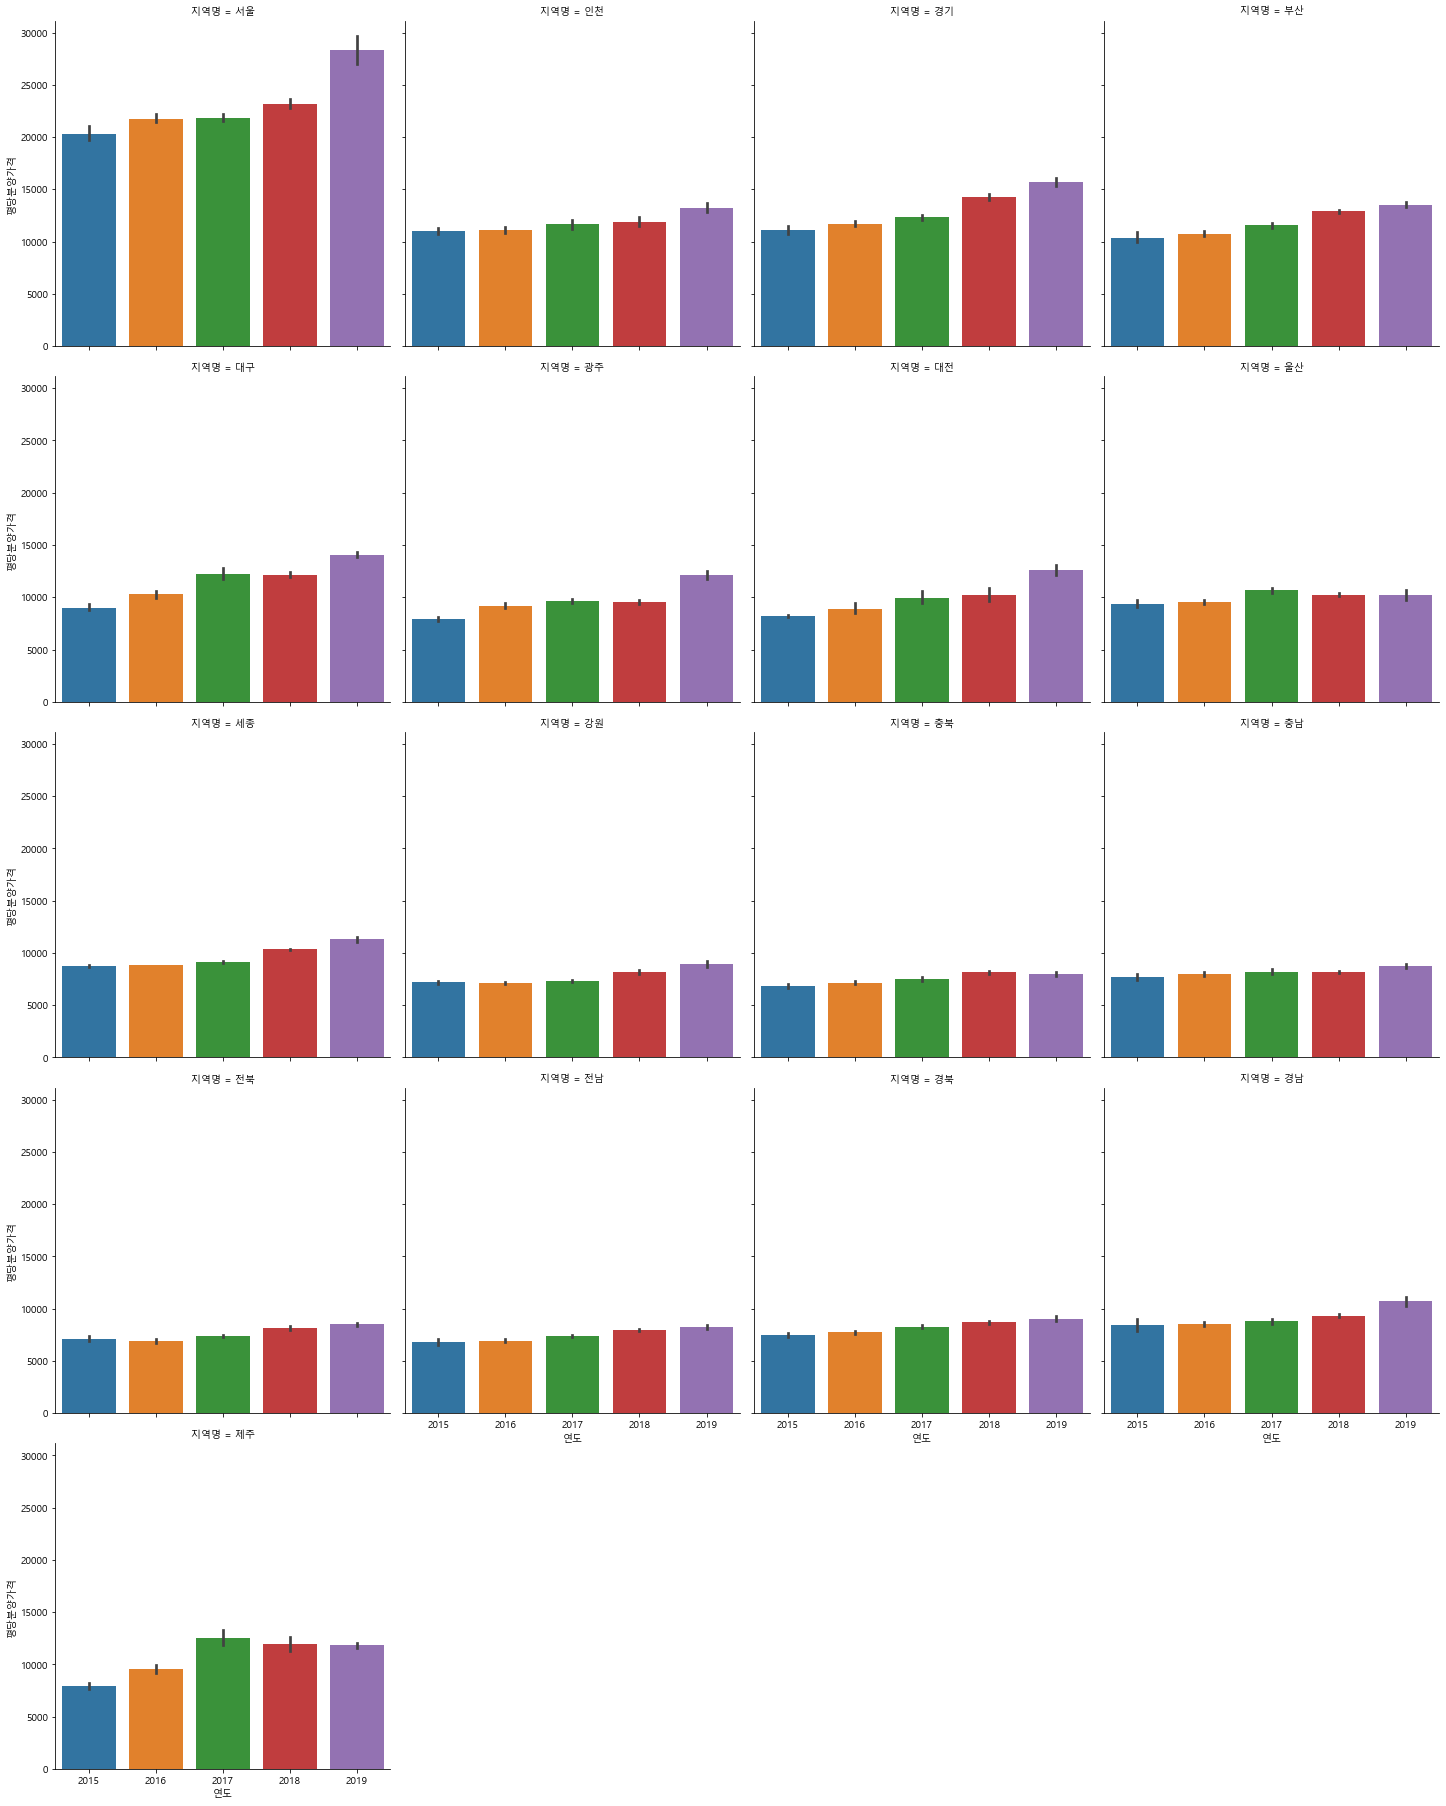 지역명 = 서울
지역명 = 인천
지역명 = 경기
지역명 = 부산
평당분양가격
30000
25000
20000
15000
10000
5000
0
지역명 = 대구
지역명 = 광주
지역명 = 대전
지역명 = 울산
평당분양가격
30000
25000
20000
15000
10000
5000
0
지역명 = 세종
지역명 = 강원
지역명 = 충북
지역명 = 충남
평당분양가격
30000
25000
20000
15000
10000
5000
0
지역명 = 전북
지역명 = 전남
지역명 = 경북
지역명 = 경남
평당분양가격
30000
25000
20000
15000
10000
5000
0
2015 2016 2017 2018 2019
연도
2015 2016 2017 2018 2019
연도
2015 2016 2017 2018 2019
연도
지역명 = 제주
평당분양가격
30000
25000
20000
15000
10000
5000
0
2015 2016 2017 2018 2019
연도